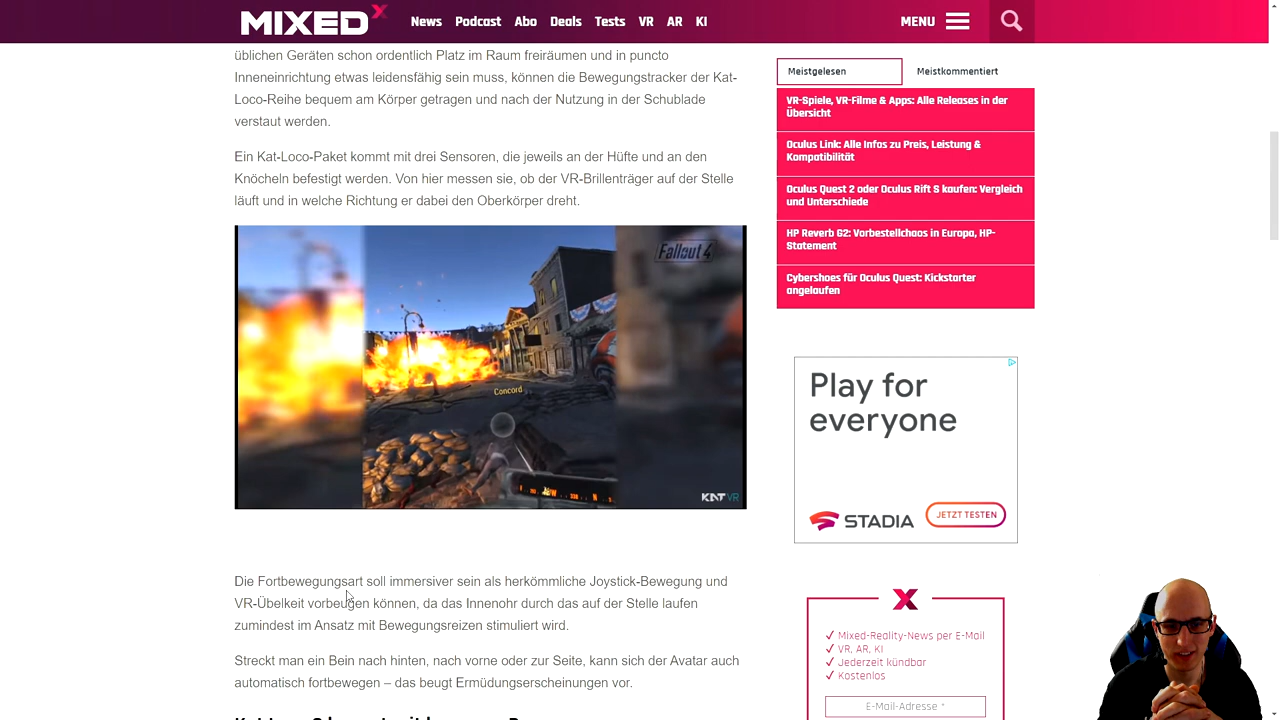 MIXED X
News Podcast Abo Deals Tests VR AR KI
MENU
üblichen Geräten schon ordentlich Platz im Raum freiräumen und in puncto
Inneneinrichtung etwas leidensfähig sein muss, können die Bewegungstracker der Kat-
Loco-Reihe bequem am Körper getragen und nach der Nutzung in der Schublade
verstaut werden.
Ein Kat-Loco-Paket kommt mit drei Sensoren, die jeweils an der Hüfte und an den
Knöcheln befestigt werden. Von hier messen sie, ob der VR-Brillenträger auf der Stelle
läuft und in welche Richtung er dabei den Oberkörper dreht.
Fallout 4
Concord
KAT VR
Die Fortbewegungsart soll immersiver sein als herkömmliche Joystick-Bewegung und
VR-Übelkeit vorbeugen können, da das Innenohr durch das auf der Stelle laufen
zumindest im Ansatz mit Bewegungsreizen stimuliert wird.
Streckt man ein Bein nach hinten, nach vorne oder zur Seite, kann sich der Avatar auch
automatisch fortbewegen – das beugt Ermüdungserscheinungen vor.
Meistgelesen
Meistkommentiert
VR-Spiele, VR-Filme & Apps: Alle Releases in der
Übersicht
Oculus Link: Alle Infos zu Preis, Leistung &
Kompatibilität
Oculus Quest 2 oder Oculus Rift S kaufen: Vergleich
und Unterschiede
HP Reverb G2: Vorbestellchaos in Europa, HP-
Statement
Cybershoes für Oculus Quest: Kickstarter
angelaufen
Play for
everyone
STADIA
JETZT TESTEN
X
✓ Mixed-Reality-News per E-Mail
✓ VR, AR, KI
✓ Jederzeit kündbar
✓ Kostenlos
E-Mail-Adresse *